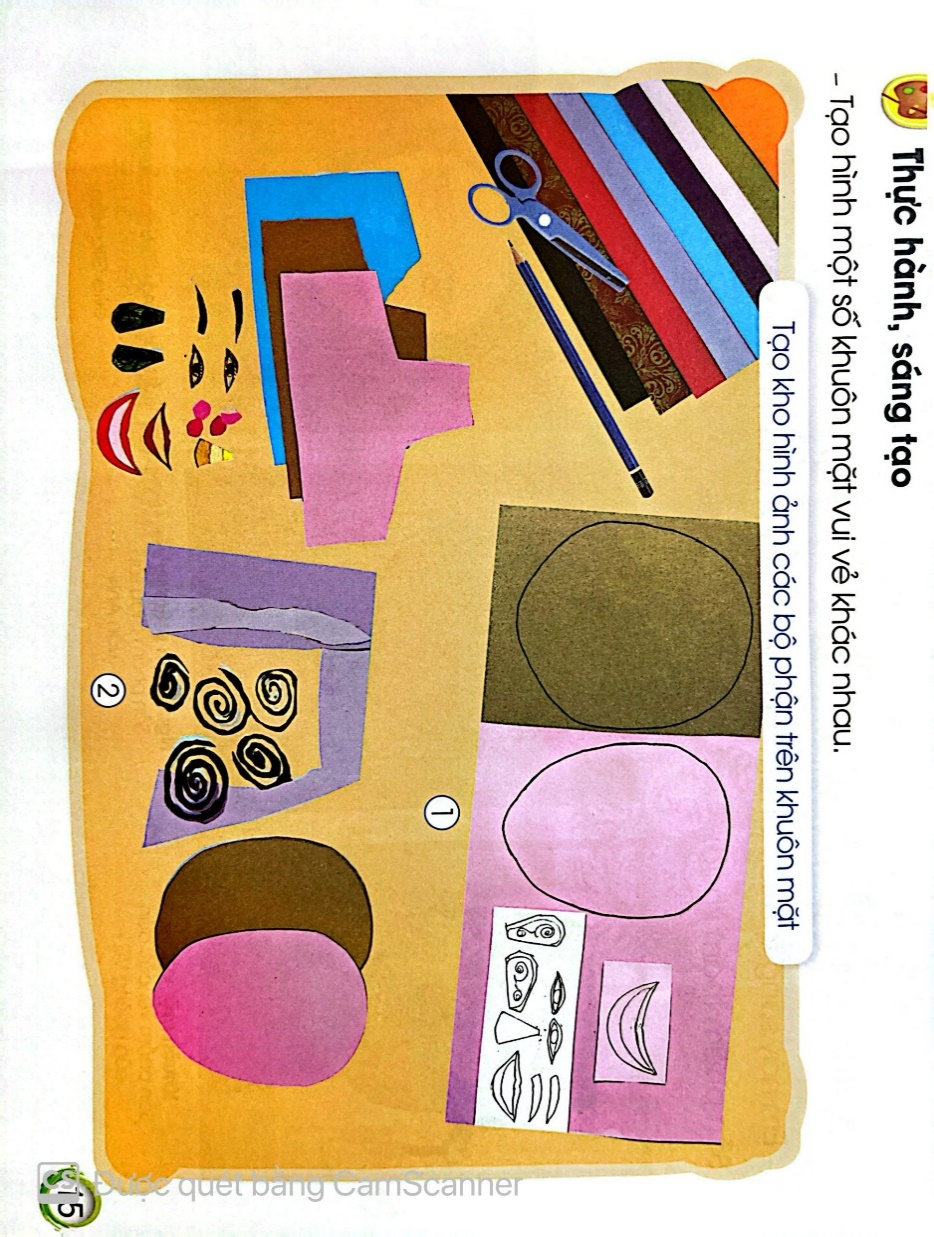 Thực hành, sáng tạo
– Tạo hình một số khuôn mặt vui vẻ khác nhau.
Tạo kho hình ảnh các bộ phận trên khuôn mặt
1
2
15
CS Được quét bằng CamScanner